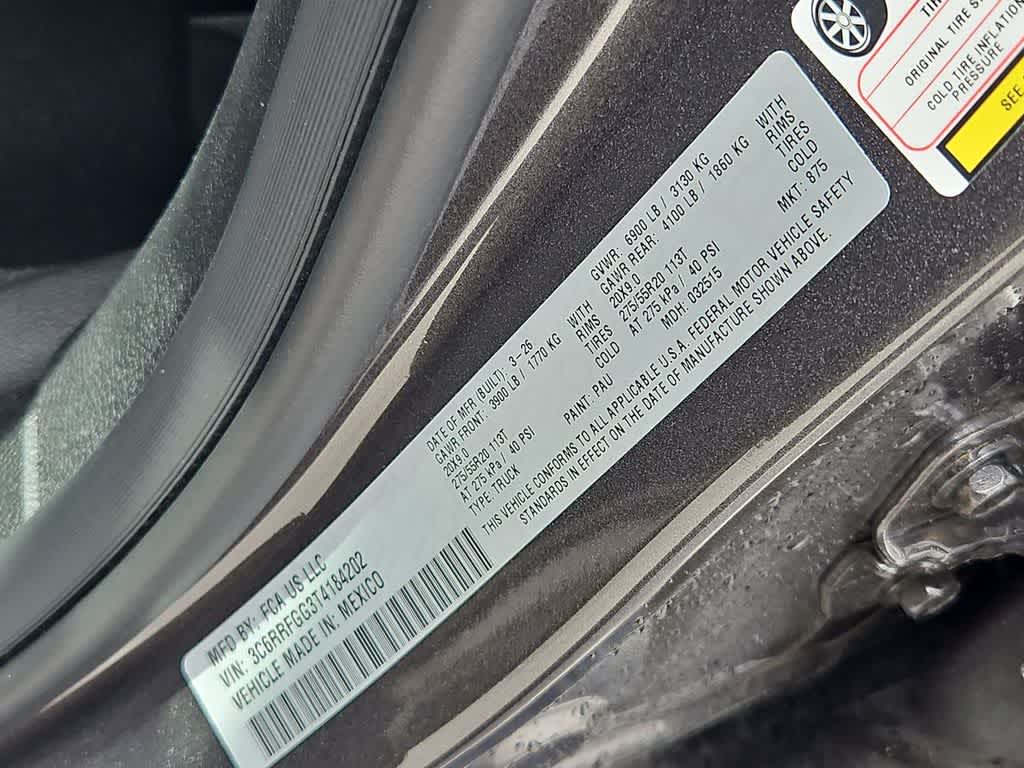 MFD BY: FCA US LLC
VIN: 3C6RRFGG3T4184202
VEHICLE MADE IN: MEXICO
DATE OF MFR (BUILT): 3-26 GVWR: 6900 LB / 3130 KG
GAWR FRONT: 3900 LB / 1770 KG WITH GAWR REAR: 4100 LB / 1860 KG WITH
20X9.0 RIMS 20X9.0 RIMS
275/55R20 113T TIRES 275/55R20 113T TIRES
AT 275 kPa / 40 PSI COLD AT 275 kPa / 40 PSI COLD
TYPE: TRUCK PAINT: PAU MDH: 032515 MKT: 875
THIS VEHICLE CONFORMS TO ALL APPLICABLE U.S.A. FEDERAL MOTOR VEHICLE SAFETY
STANDARDS IN EFFECT ON THE DATE OF MANUFACTURE SHOWN ABOVE.
ORIGINAL TIRE
COLD TIRE
PRESSURE
SEE